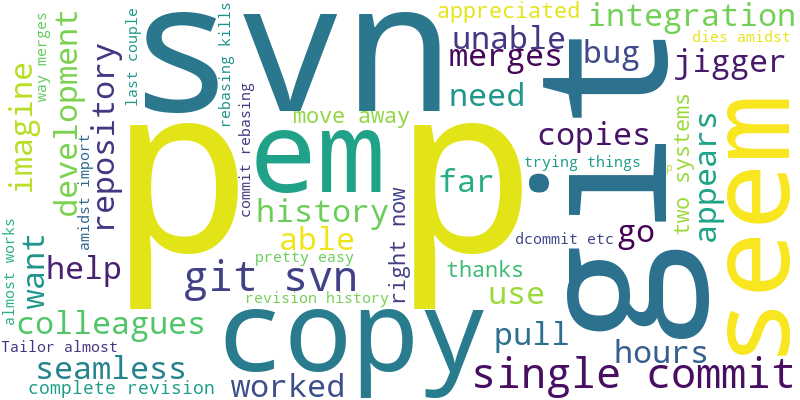 svn
appreciated
integration
unable
dies amidst
last couple
rebasing kills
merges
bug
jigger
way merges
imagine
development
repository
need
git
seem
p
em
p
move away
copies
appears
two systems
commit rebasing
amidst import
far
trying things
p
history
right now
able
dcommit etc
go
almost works
want
help
pretty easy
git svn
thanks
revision history
use
colleagues
copy
pull
hours
Tailor almost
seamless
complete revision
worked
single commit